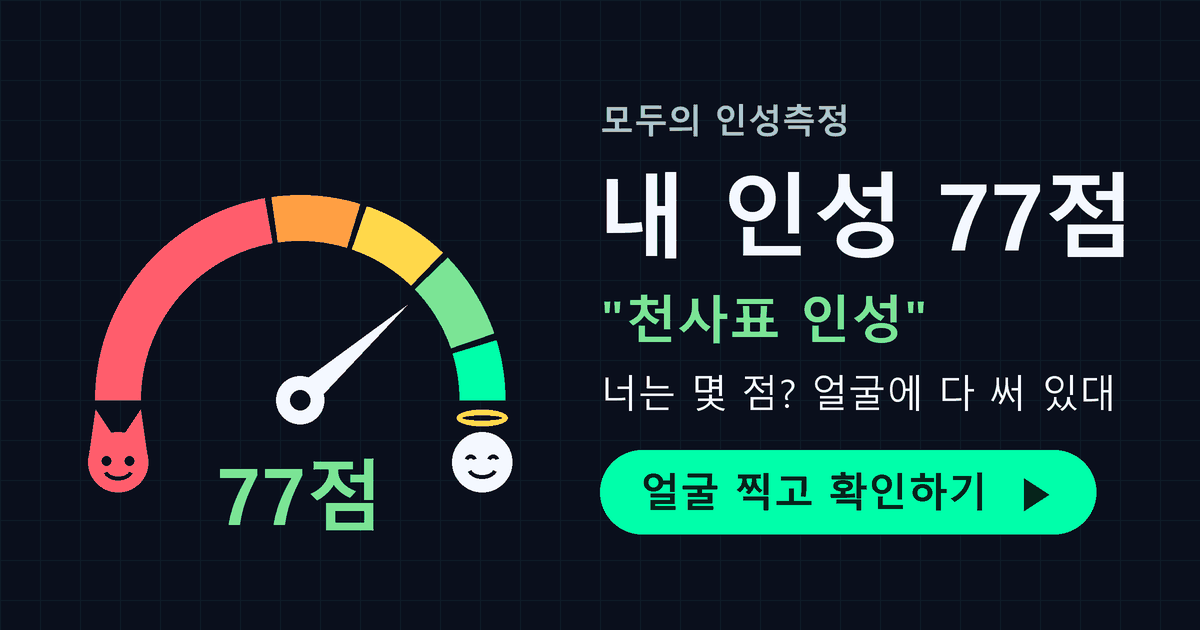 모두의 인성측정
내 인성 77점
"천사표 인성"
너는 몇 점? 얼굴에 다 써 있대
얼굴 찍고 확인하기
77점